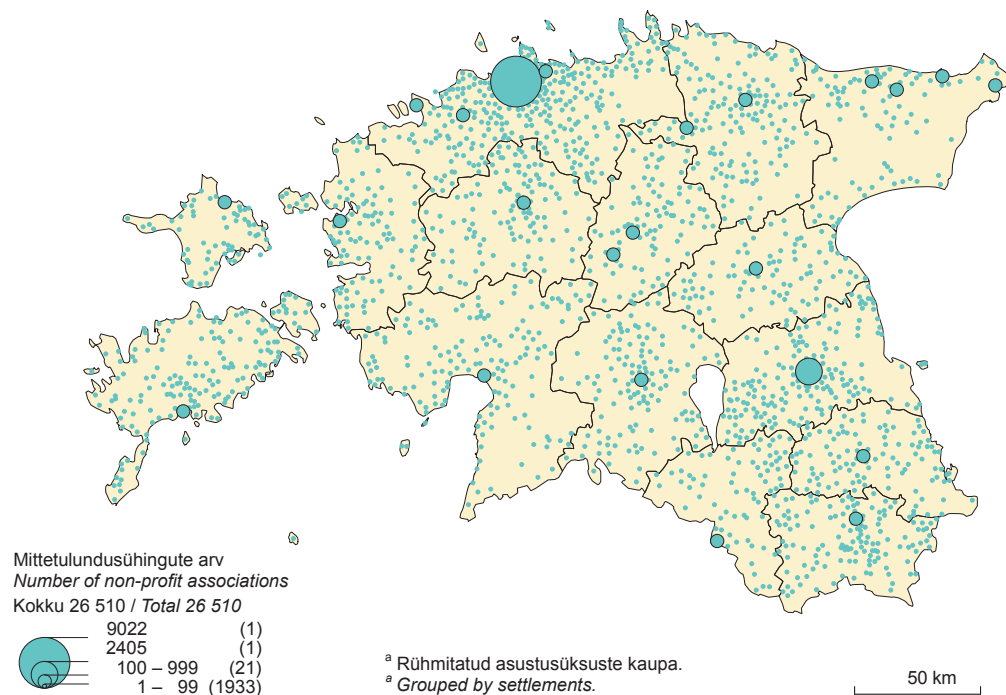 Mittetulundusühingute arv
Number of non-profit associations
Kokku 26 510 / Total 26 510
9022 (1)
2405 (1)
100 – 999 (21)
1 – 99 (1933)
a Rühmitatud asustusüksuste kaupa.
a Grouped by settlements.
50 km